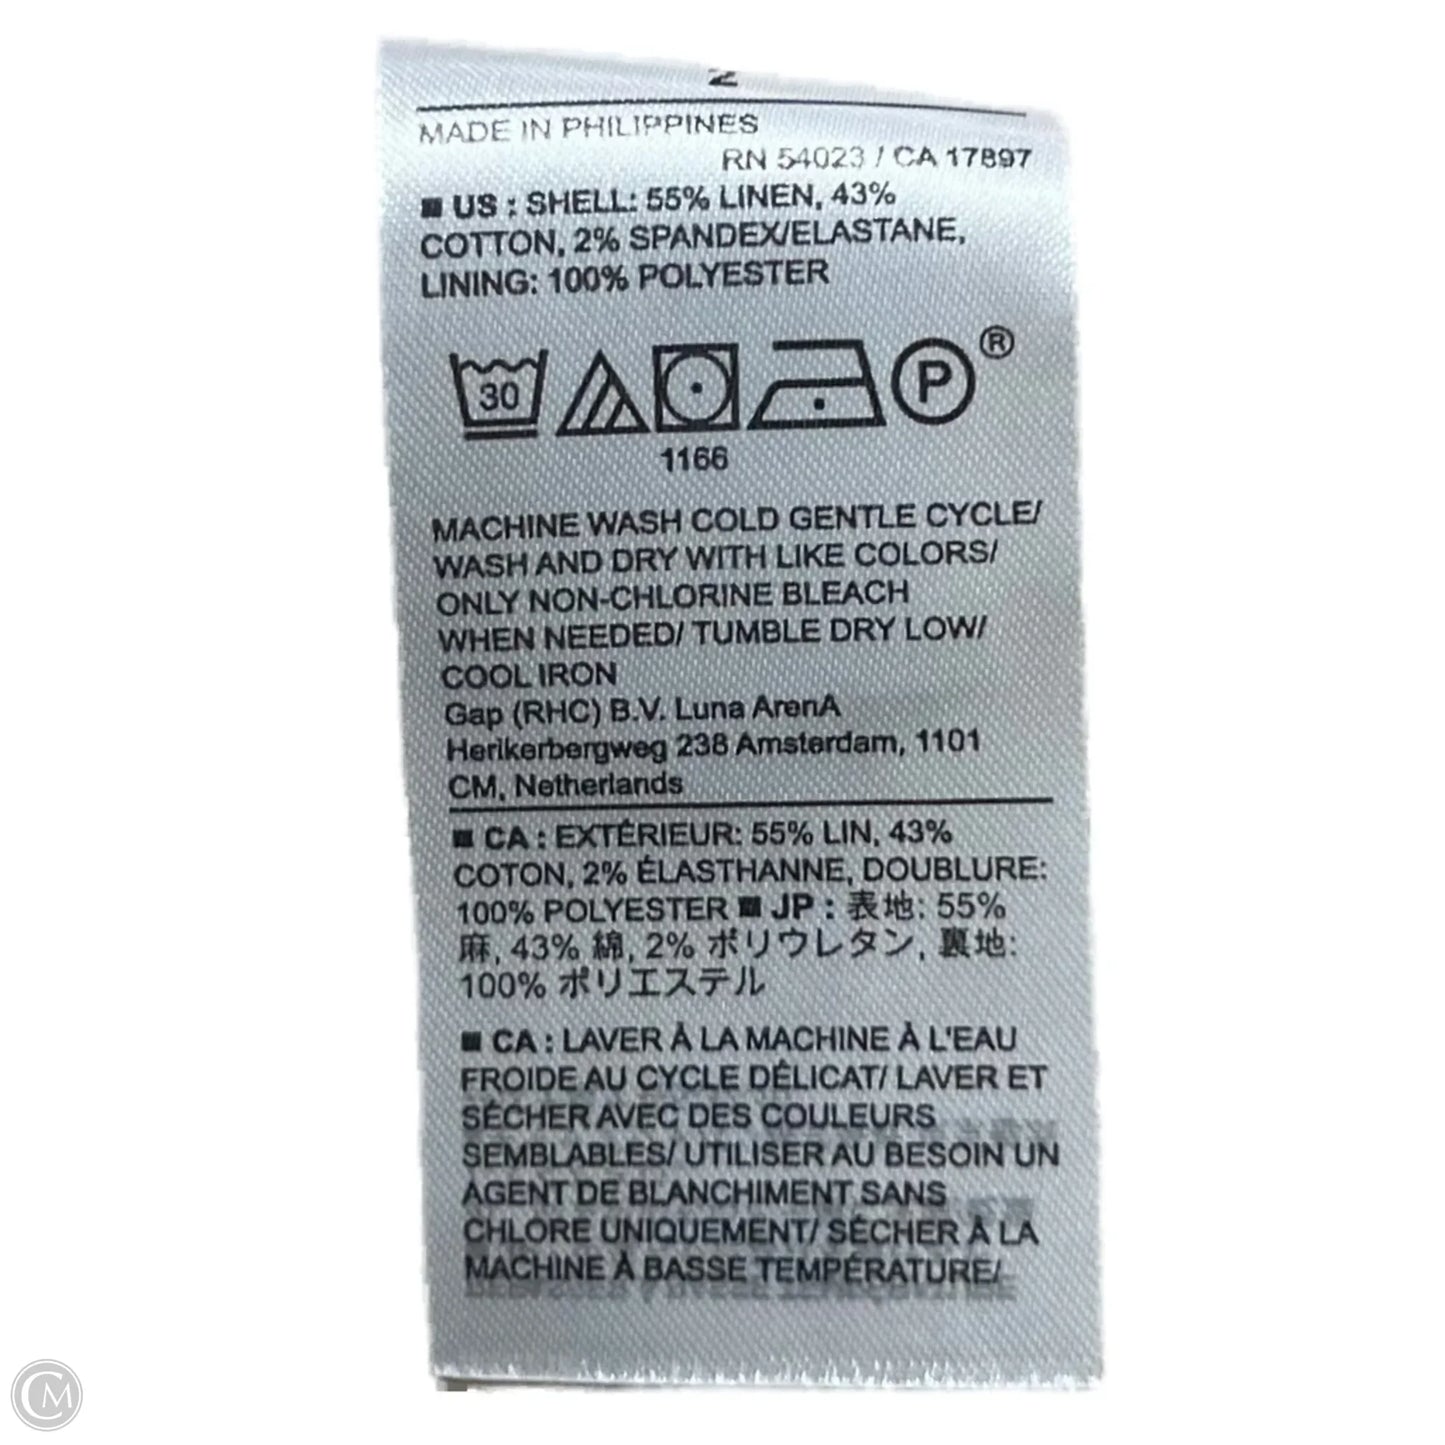 2
MADE IN PHILIPPINES
RN 54023 / CA 17897
■ US : SHELL: 55% LINEN, 43%
COTTON, 2% SPANDEX/ELASTANE,
LINING: 100% POLYESTER
30
P
®
1166
MACHINE WASH COLD GENTLE CYCLE/
WASH AND DRY WITH LIKE COLORS/
ONLY NON-CHLORINE BLEACH
WHEN NEEDED/ TUMBLE DRY LOW/
COOL IRON
Gap (RHC) B.V. Luna ArenA
Herikerbergweg 238 Amsterdam, 1101
CM, Netherlands
■ CA : EXTÉRIEUR: 55% LIN, 43%
COTON, 2% ÉLASTHANNE, DOUBLURE:
100% POLYESTER ■ JP : 表地: 55%
麻, 43% 綿, 2% ポリウレタン, 裏地:
100% ポリエステル
■ CA : LAVER À LA MACHINE À L'EAU
FROIDE AU CYCLE DÉLICAT/ LAVER ET
SÉCHER AVEC DES COULEURS
SEMBLABLES/ UTILISER AU BESOIN UN
AGENT DE BLANCHIMENT SANS
CHLORE UNIQUEMENT/ SÉCHER À LA
MACHINE À BASSE TEMPÉRATURE/
CM